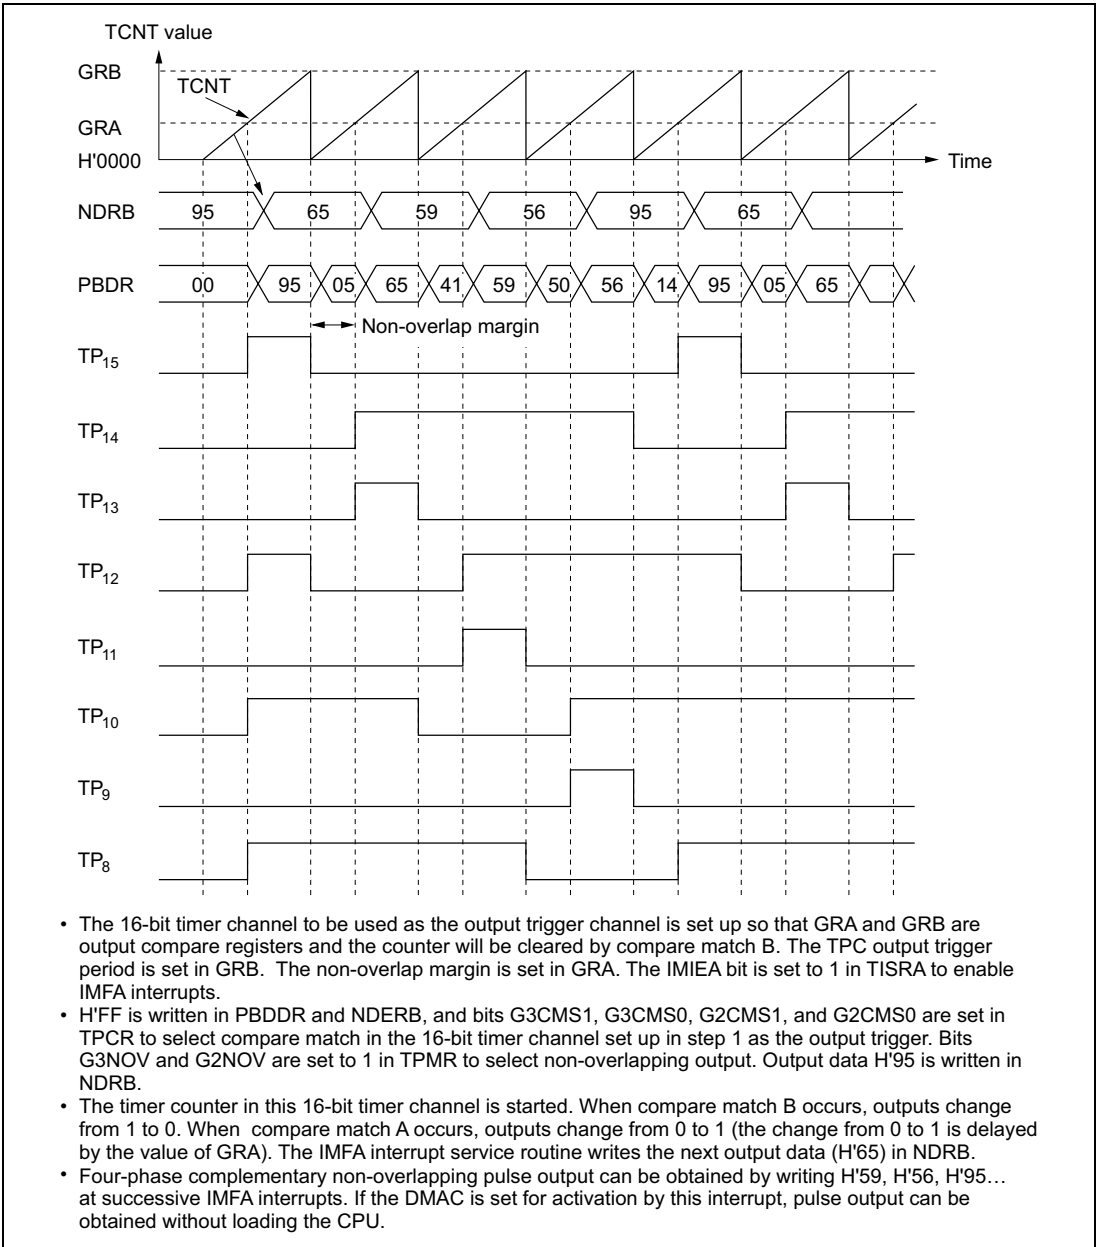 TCNT value
GRB
TCNT
GRA
H'0000
Time
NDRB 95 65 59 56 95 65
PBDR 00 95 05 65 41 59 50 56 14 95 05 65
Non-overlap margin
TP15
TP14
TP13
TP12
TP11
TP10
TP9
TP8
• The 16-bit timer channel to be used as the output trigger channel is set up so that GRA and GRB are
output compare registers and the counter will be cleared by compare match B. The TPC output trigger
period is set in GRB. The non-overlap margin is set in GRA. The IMIEA bit is set to 1 in TISRA to enable
IMFA interrupts.
• H'FF is written in PBDDR and NDERB, and bits G3CMS1, G3CMS0, G2CMS1, and G2CMS0 are set in
TPCR to select compare match in the 16-bit timer channel set up in step 1 as the output trigger. Bits
G3NOV and G2NOV are set to 1 in TPMR to select non-overlapping output. Output data H'95 is written in
NDRB.
• The timer counter in this 16-bit timer channel is started. When compare match B occurs, outputs change
from 1 to 0. When compare match A occurs, outputs change from 0 to 1 (the change from 0 to 1 is delayed
by the value of GRA). The IMFA interrupt service routine writes the next output data (H'65) in NDRB.
• Four-phase complementary non-overlapping pulse output can be obtained by writing H'59, H'56, H'95…
at successive IMFA interrupts. If the DMAC is set for activation by this interrupt, pulse output can be
obtained without loading the CPU.